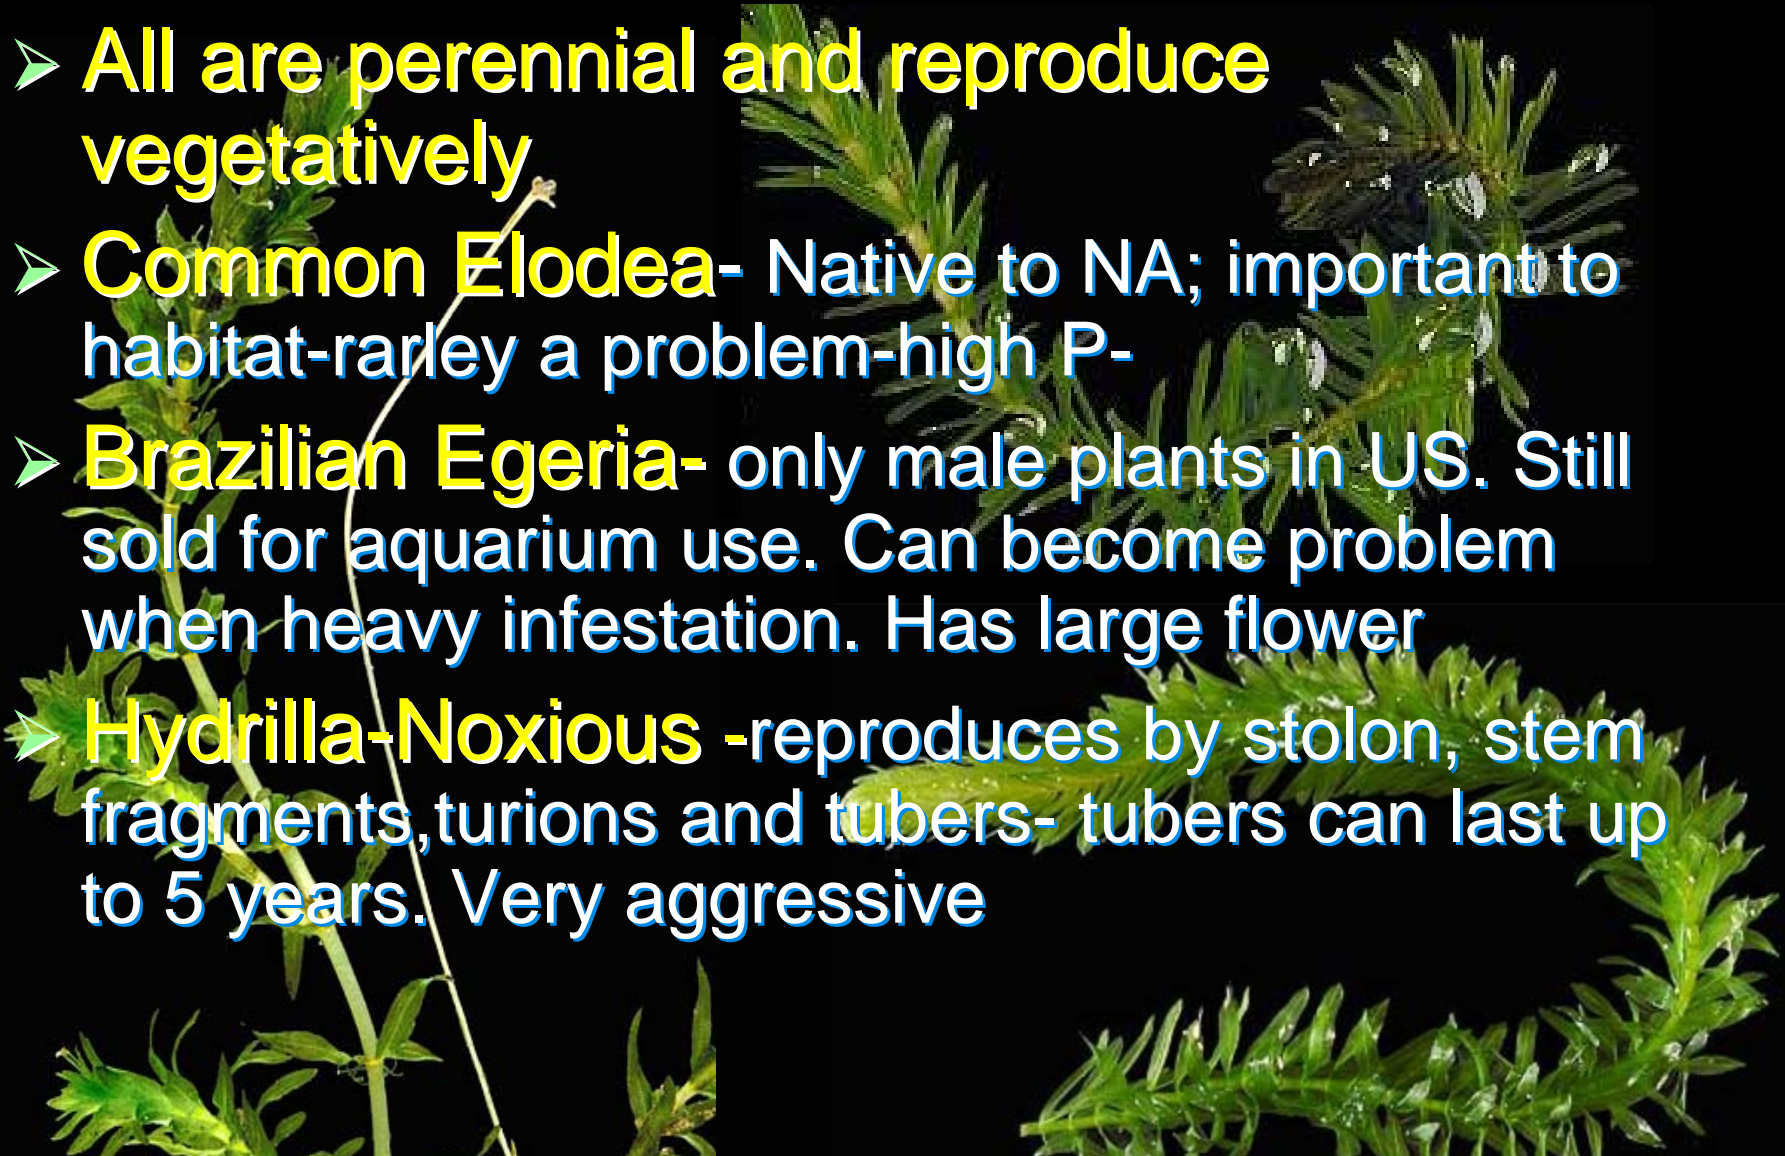 All are perennial and reproduce
vegetatively
Common Elodea- Native to NA; important to
habitat-rarley a problem-high P-
Brazilian Egeria- only male plants in US. Still
sold for aquarium use. Can become problem
when heavy infestation. Has large flower
Hydrilla-Noxious -reproduces by stolon, stem
fragments,turions and tubers- tubers can last up
to 5 years. Very aggressive